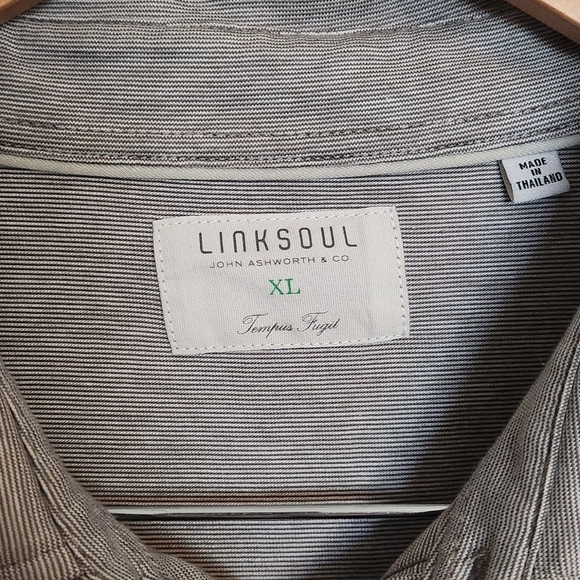 MADE
IN
THAILAND
LINKSOUL
JOHN ASHWORTH & CO
XL
Tempus Fugit